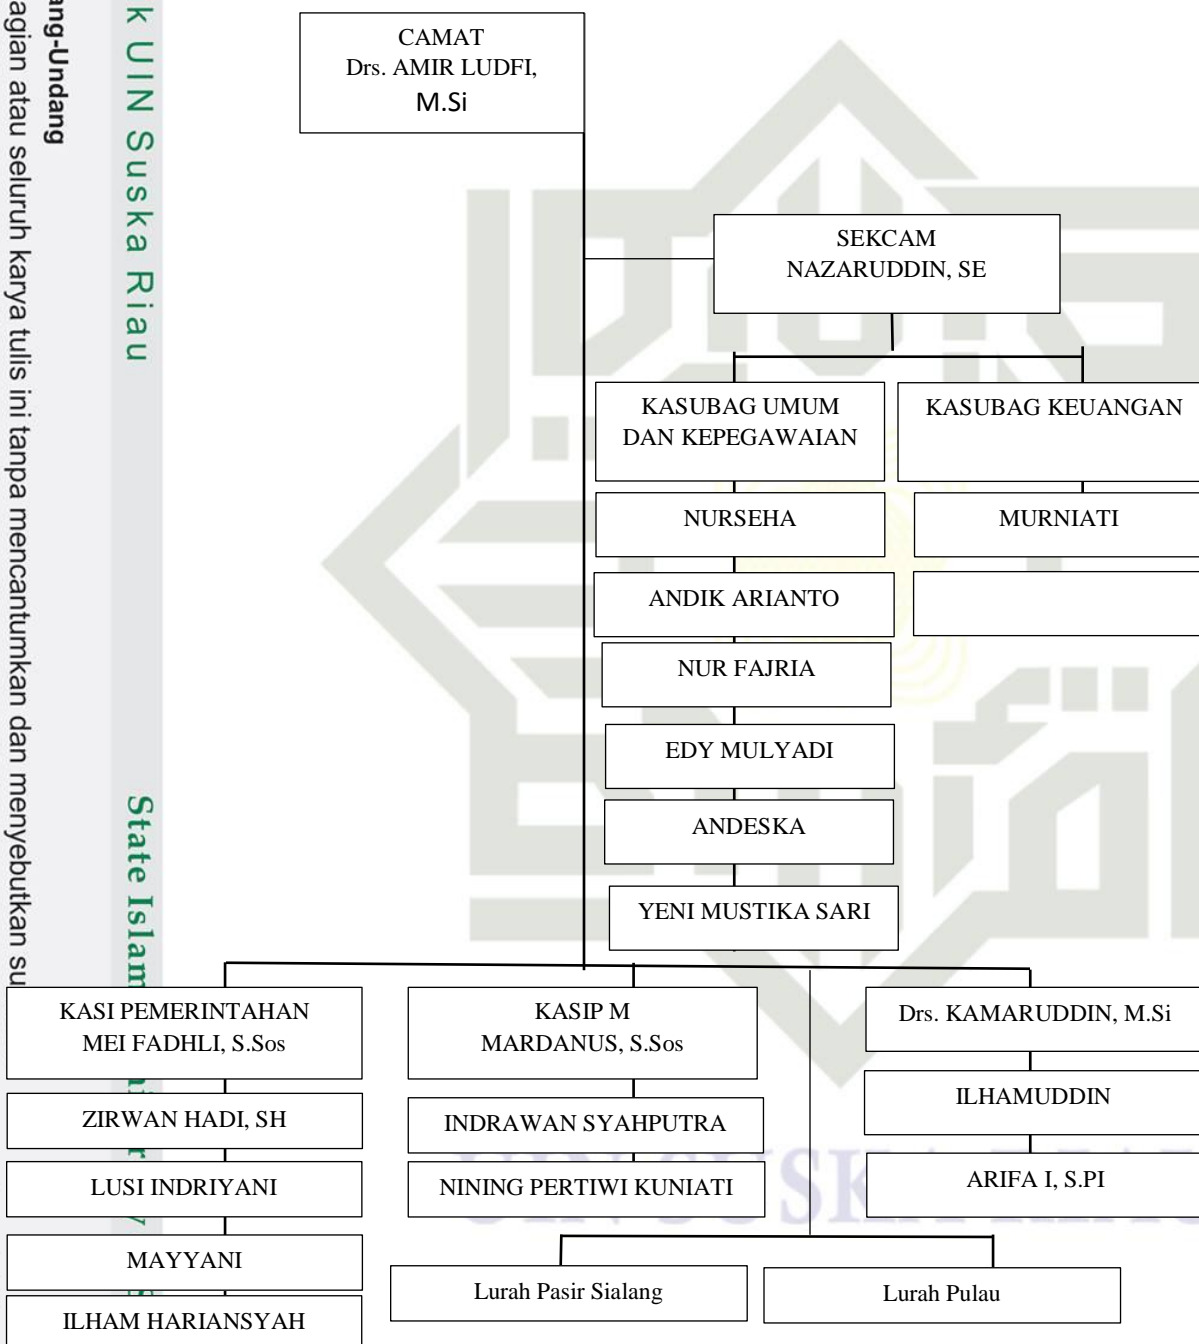 ang-Undang
agian atau seluruh karya tulis ini tanpa mencantumkan dan menyebutkan su
k UIN Suska Riau
State Islam
CAMAT
Drs. AMIR LUDFI,
M.Si
SEKCAM
NAZARUDDIN, SE
KASUBAG UMUM
DAN KEPEGAWAIAN
KASUBAG KEUANGAN
NURSEHA
MURNIATI
ANDIK ARIANTO
NUR FAJRIA
EDY MULYADI
ANDESKA
YENI MUSTIKA SARI
KASI PEMERINTAHAN
MEI FADHLI, S.Sos
KASIP M
MARDANUS, S.Sos
Drs. KAMARUDDIN, M.Si
ZIRWAN HADI, SH
INDRAWAN SYAHPUTRA
ILHAMUDDIN
LUSI INDRIYANI
NINING PERTIWI KUNIATI
ARIFA I, S.PI
MAYYANI
Lurah Pasir Sialang
Lurah Pulau
ILHAM HARIANSYAH